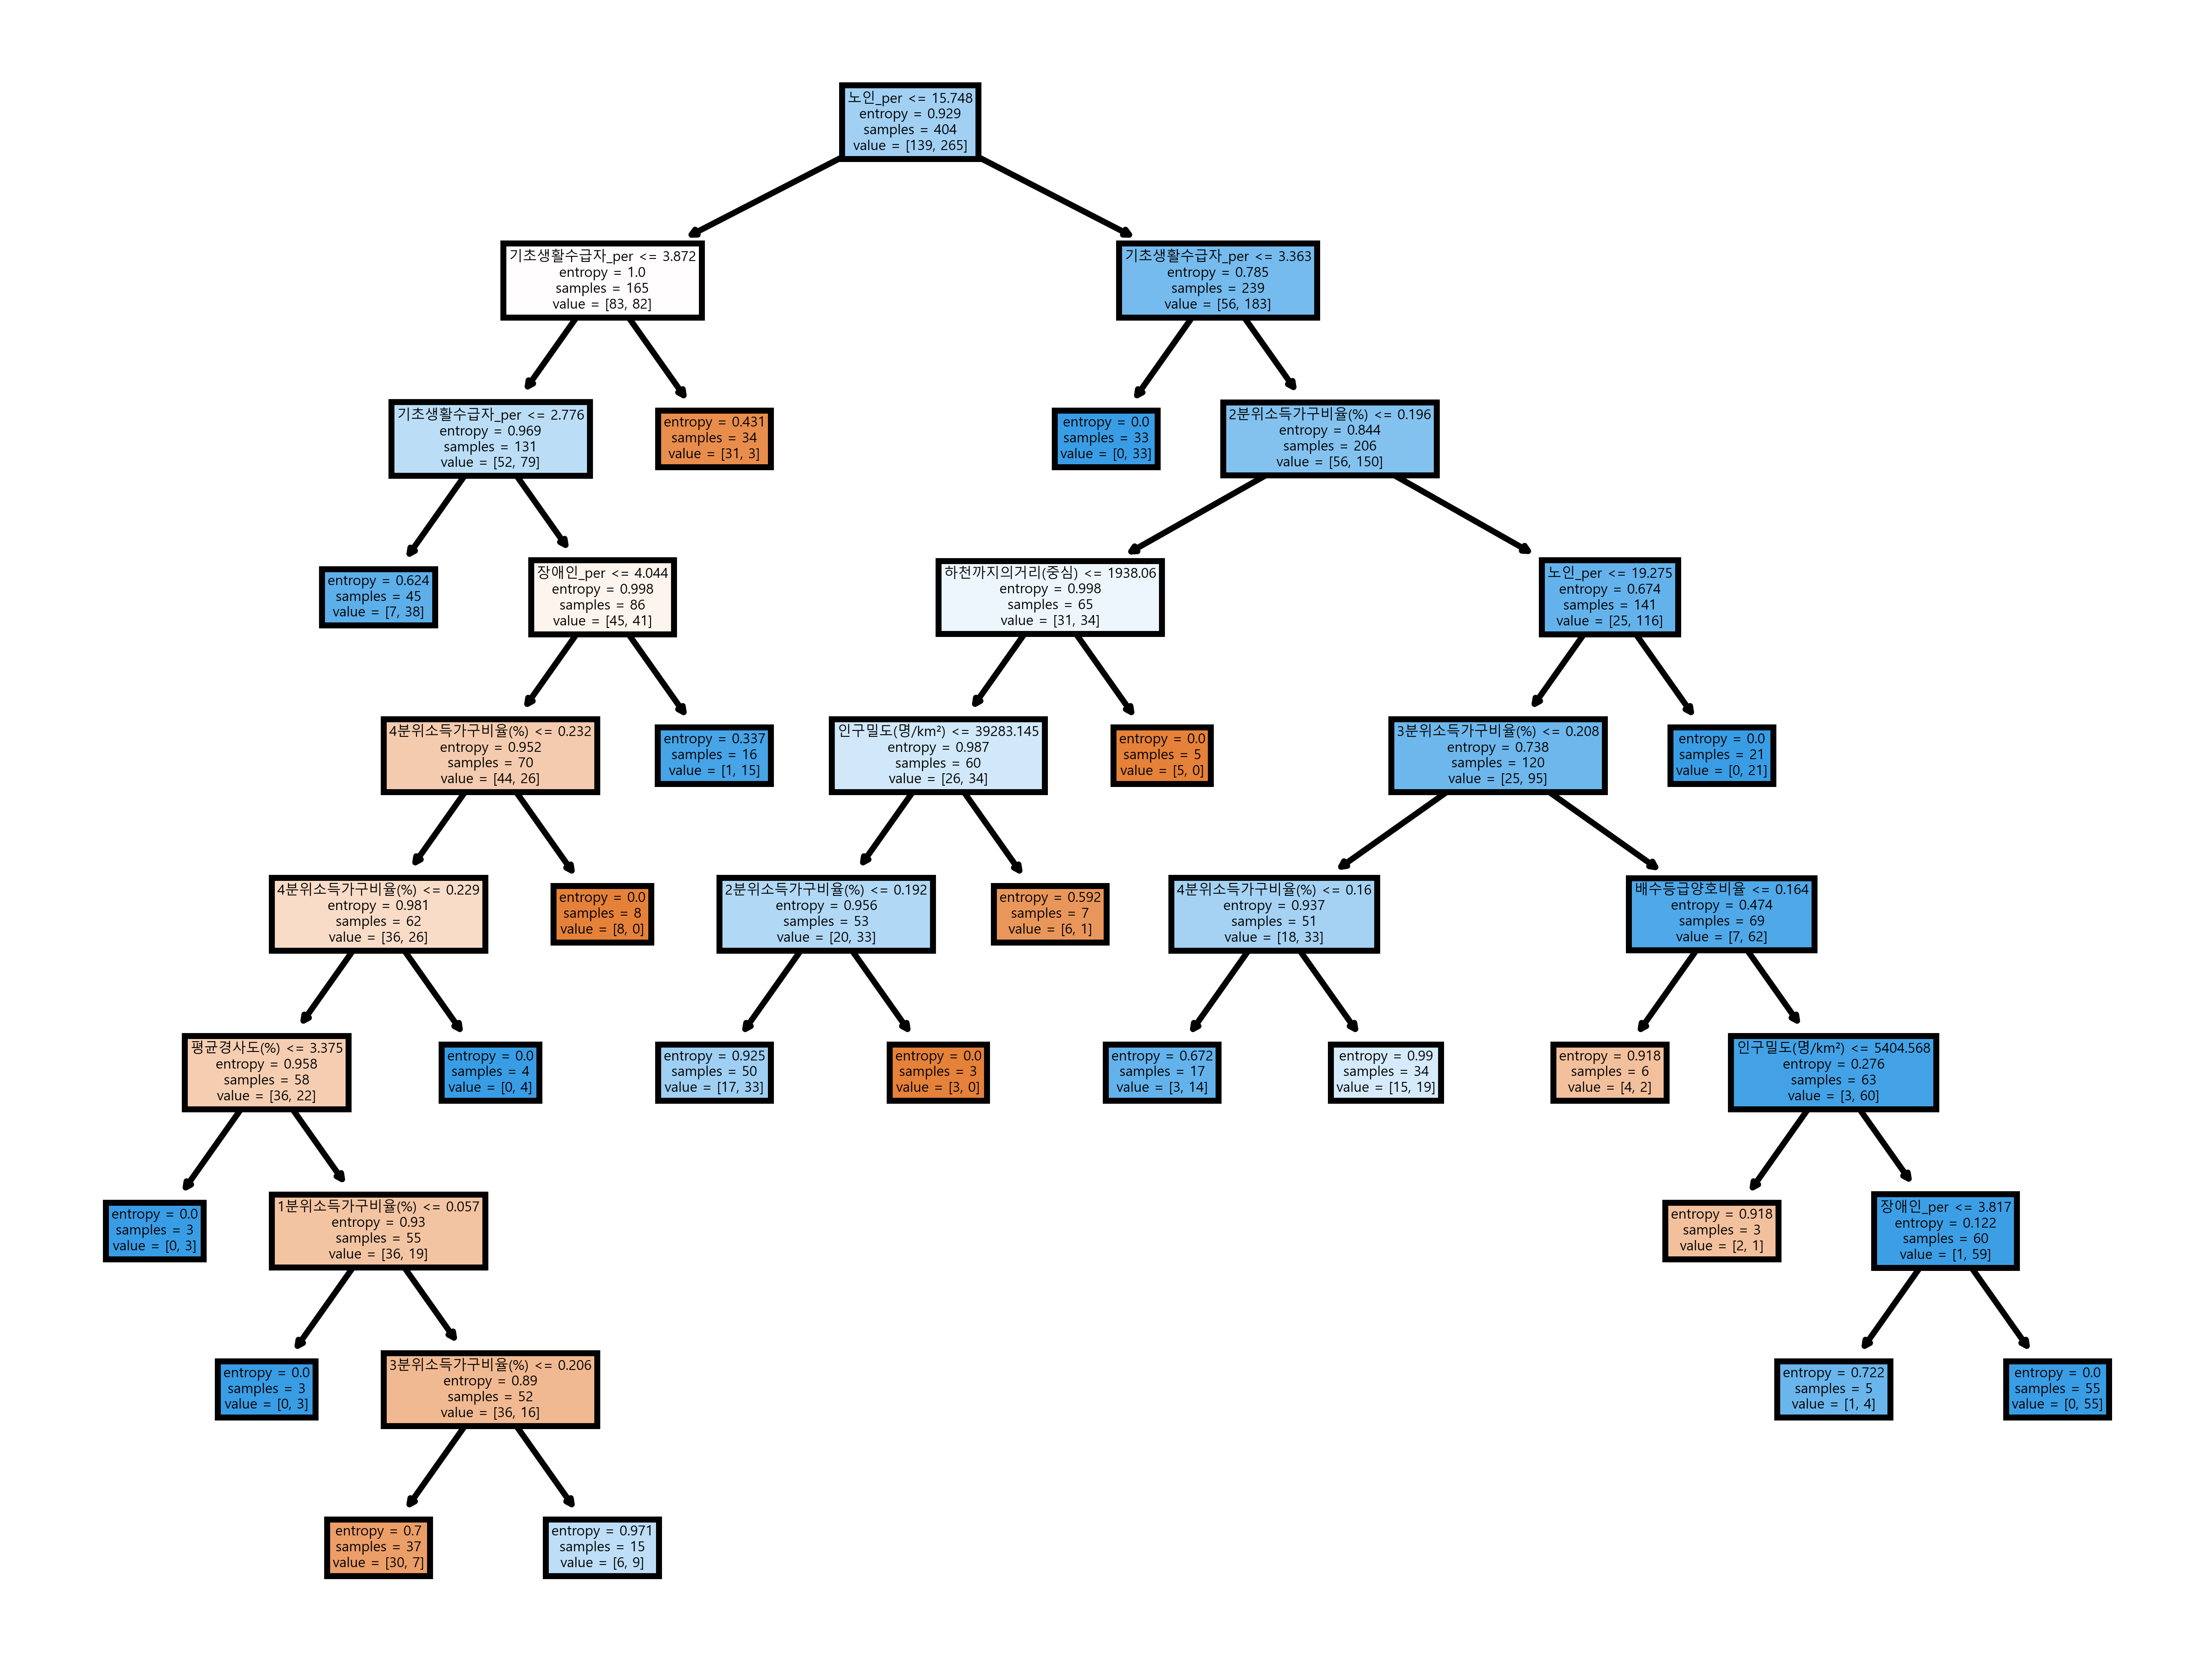 노인_per <= 15.748
entropy = 0.929
samples = 404
value = [139, 265]
기초생활수급자_per <= 3.872
entropy = 1.0
samples = 165
value = [83, 82]
기초생활수급자_per <= 3.363
entropy = 0.785
samples = 239
value = [56, 183]
기초생활수급자_per <= 2.776
entropy = 0.969
samples = 131
value = [52, 79]
entropy = 0.431
samples = 34
value = [31, 3]
entropy = 0.0
samples = 33
value = [0, 33]
2분위소득가구비율(%) <= 0.196
entropy = 0.844
samples = 206
value = [56, 150]
entropy = 0.624
samples = 45
value = [7, 38]
장애인_per <= 4.044
entropy = 0.998
samples = 86
value = [45, 41]
하천까지의거리(중심) <= 1938.06
entropy = 0.998
samples = 65
value = [31, 34]
노인_per <= 19.275
entropy = 0.674
samples = 141
value = [25, 116]
4분위소득가구비율(%) <= 0.232
entropy = 0.952
samples = 70
value = [44, 26]
entropy = 0.337
samples = 16
value = [1, 15]
인구밀도(명/km²) <= 39283.145
entropy = 0.987
samples = 60
value = [26, 34]
entropy = 0.0
samples = 5
value = [5, 0]
3분위소득가구비율(%) <= 0.208
entropy = 0.738
samples = 120
value = [25, 95]
entropy = 0.0
samples = 21
value = [0, 21]
4분위소득가구비율(%) <= 0.229
entropy = 0.981
samples = 62
value = [36, 26]
entropy = 0.0
samples = 8
value = [8, 0]
2분위소득가구비율(%) <= 0.192
entropy = 0.956
samples = 53
value = [20, 33]
entropy = 0.592
samples = 7
value = [6, 1]
4분위소득가구비율(%) <= 0.16
entropy = 0.937
samples = 51
value = [18, 33]
배수등급양호비율 <= 0.164
entropy = 0.474
samples = 69
value = [7, 62]
평균경사도(%) <= 3.375
entropy = 0.958
samples = 58
value = [36, 22]
entropy = 0.0
samples = 4
value = [0, 4]
entropy = 0.925
samples = 50
value = [17, 33]
entropy = 0.0
samples = 3
value = [3, 0]
entropy = 0.672
samples = 17
value = [3, 14]
entropy = 0.99
samples = 34
value = [15, 19]
entropy = 0.918
samples = 6
value = [4, 2]
인구밀도(명/km²) <= 5404.568
entropy = 0.276
samples = 63
value = [3, 60]
entropy = 0.0
samples = 3
value = [0, 3]
1분위소득가구비율(%) <= 0.057
entropy = 0.93
samples = 55
value = [36, 19]
entropy = 0.918
samples = 3
value = [2, 1]
장애인_per <= 3.817
entropy = 0.122
samples = 60
value = [1, 59]
entropy = 0.0
samples = 3
value = [0, 3]
3분위소득가구비율(%) <= 0.206
entropy = 0.89
samples = 52
value = [36, 16]
entropy = 0.722
samples = 5
value = [1, 4]
entropy = 0.0
samples = 55
value = [0, 55]
entropy = 0.7
samples = 37
value = [30, 7]
entropy = 0.971
samples = 15
value = [6, 9]